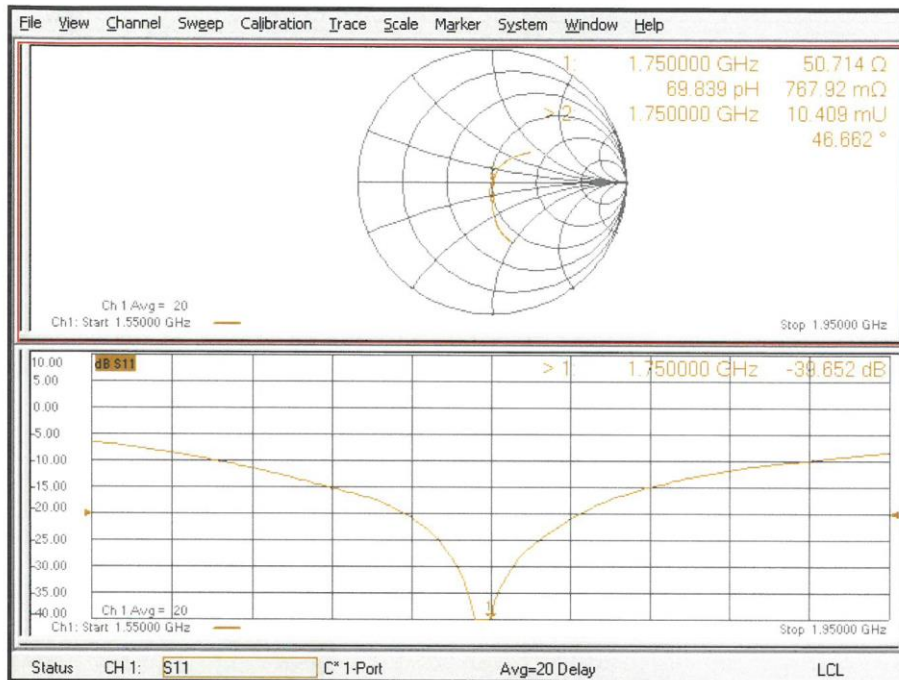 File View Channel Sweep Calibration Trace Scale Marker System Window Help
1: 1.750000 GHz 50.714 Ω
69.839 pH 767.92 mΩ
> 2 1.750000 GHz 10.409 mU
46.662 °
Ch 1 Avg = 20
Ch1: Start 1.55000 GHz
Stop 1.95000 GHz
10.00
dB S11
> 1: 1.750000 GHz -39.652 dB
5.00
0.00
-5.00
-10.00
-15.00
-20.00
-25.00
-30.00
-35.00
-40.00
1
Ch 1 Avg = 20
Ch1: Start 1.55000 GHz
Stop 1.95000 GHz
Status CH 1: S11 C* 1-Port Avg=20 Delay LCL